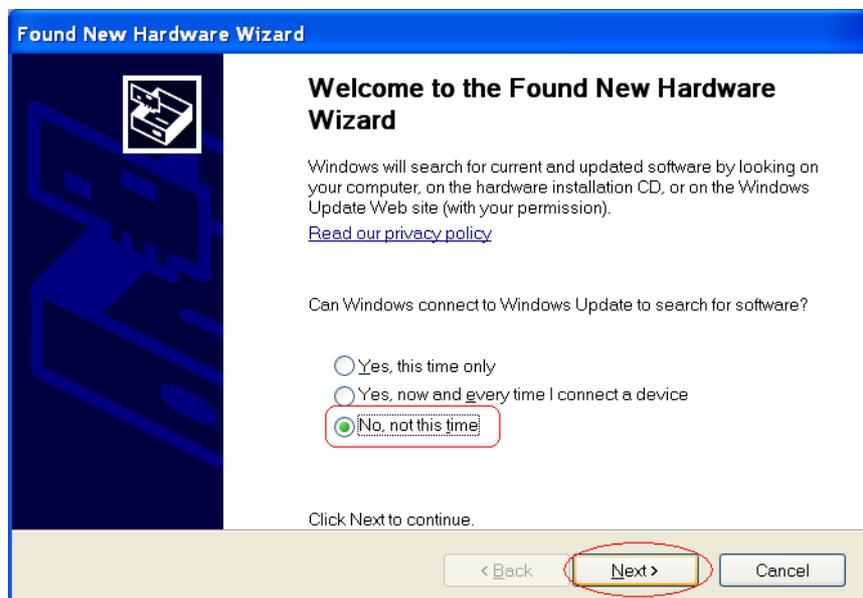 Found New Hardware Wizard
Welcome to the Found New Hardware
Wizard
Windows will search for current and updated software by looking on
your computer, on the hardware installation CD, or on the Windows
Update Web site (with your permission).
Read our privacy policy
Can Windows connect to Windows Update to search for software?
Yes, this time only
Yes, now and every time I connect a device
No, not this time
Click Next to continue.
< Back Next > Cancel